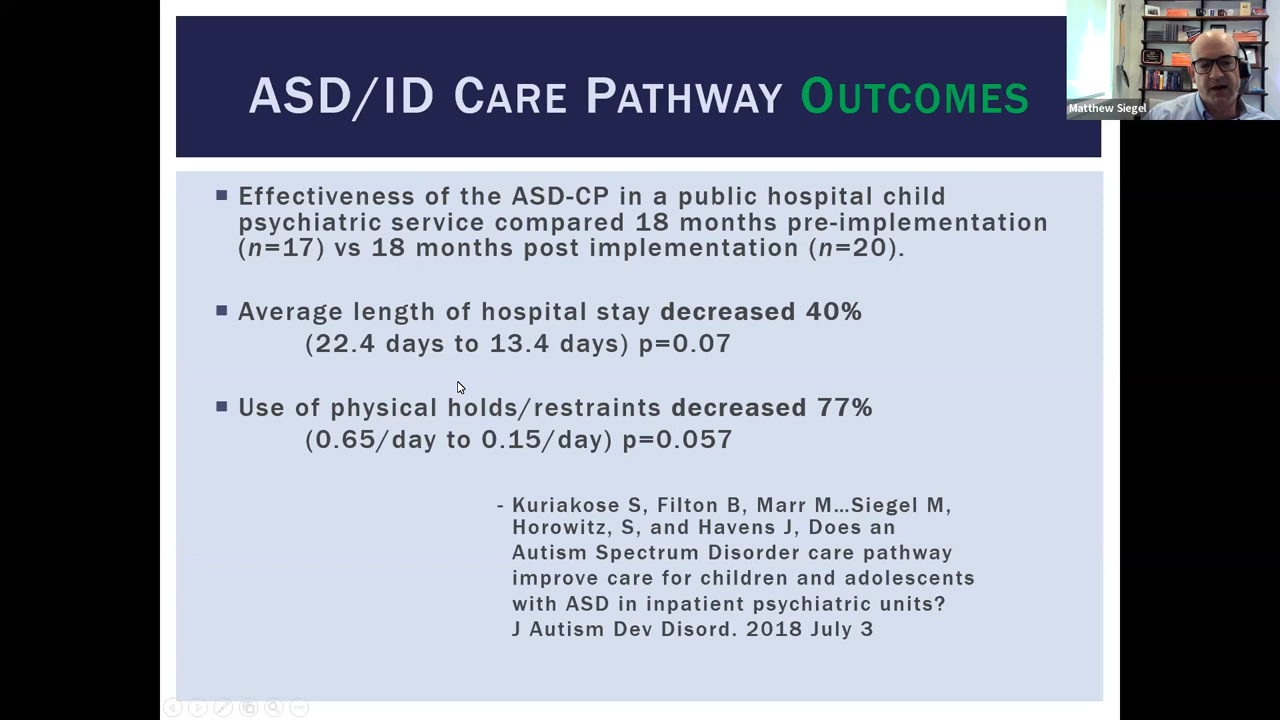 ASD/ID CARE PATHWAY OUTCOMES
Matthew Siegel
Effectiveness of the ASD-CP in a public hospital child
psychiatric service compared 18 months pre-implementation
(n=17) vs 18 months post implementation (n=20).
Average length of hospital stay decreased 40%
(22.4 days to 13.4 days) p=0.07
Use of physical holds/restraints decreased 77%
(0.65/day to 0.15/day) p=0.057
- Kuriakose S, Filton B, Marr M...Siegel M,
Horowitz, S, and Havens J, Does an
Autism Spectrum Disorder care pathway
improve care for children and adolescents
with ASD in inpatient psychiatric units?
J Autism Dev Disord. 2018 July 3